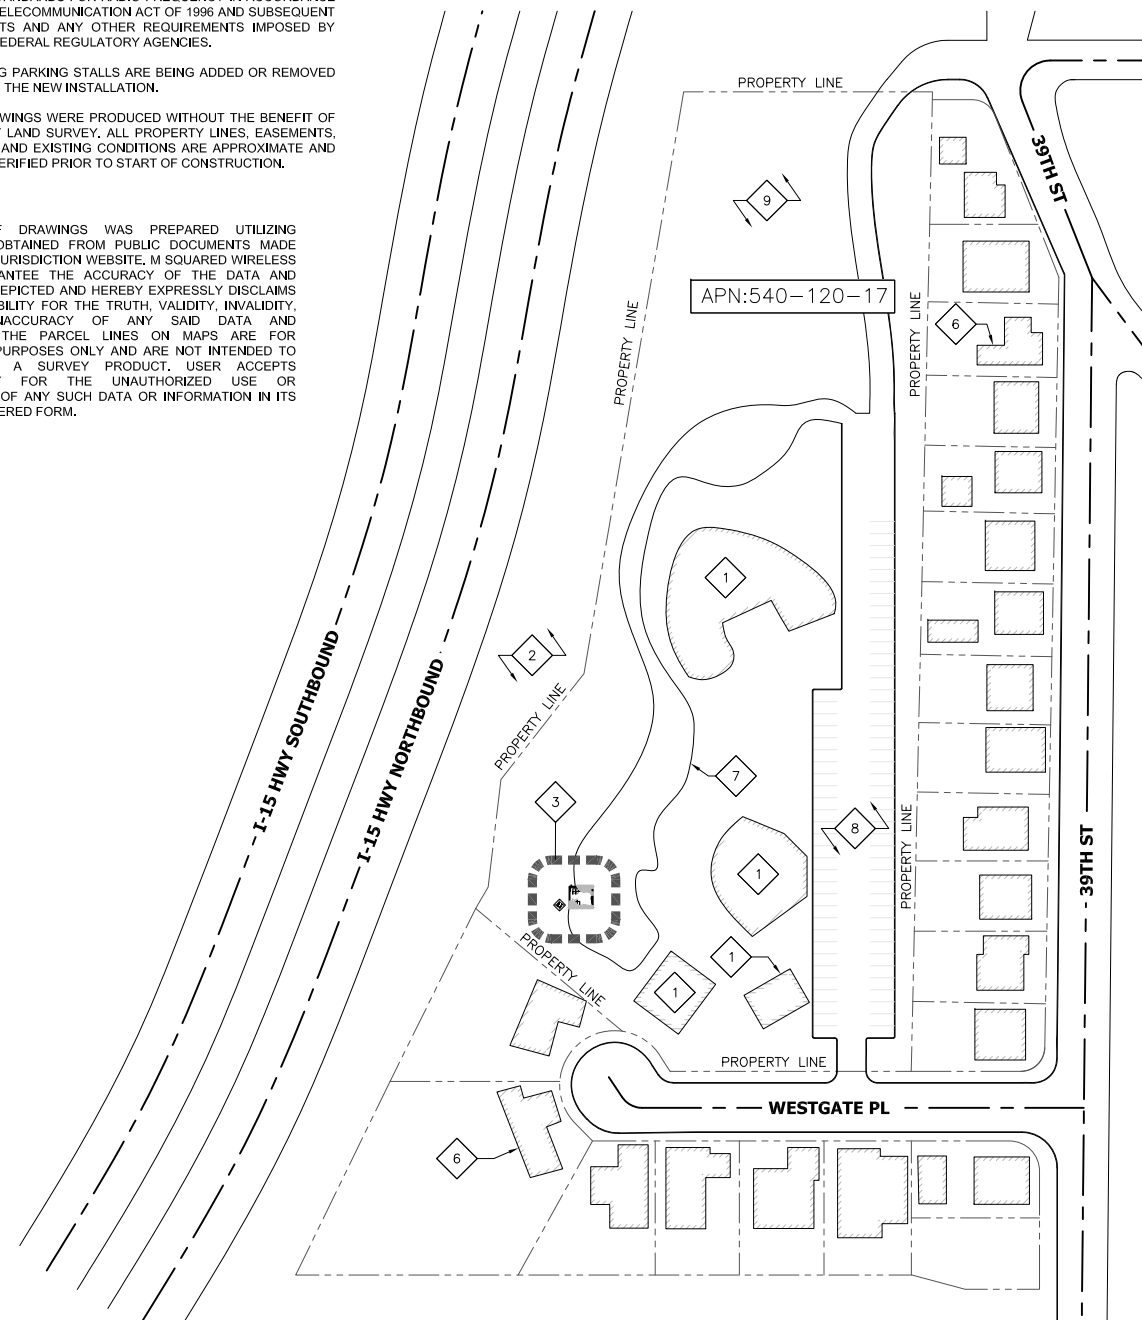 TELECOMMUNICATION ACT OF 1996 AND SUBSEQUENT
TS AND ANY OTHER REQUIREMENTS IMPOSED BY
FEDERAL REGULATORY AGENCIES.
G PARKING STALLS ARE BEING ADDED OR REMOVED
THE NEW INSTALLATION.
WINGS WERE PRODUCED WITHOUT THE BENEFIT OF
LAND SURVEY. ALL PROPERTY LINES, EASEMENTS,
AND EXISTING CONDITIONS ARE APPROXIMATE AND
ERIFIED PRIOR TO START OF CONSTRUCTION.
F DRAWINGS WAS PREPARED UTILIZING
OBTAINED FROM PUBLIC DOCUMENTS MADE
URISDICTION WEBSITE. M SQUARED WIRELESS
ANTEE THE ACCURACY OF THE DATA AND
DEPICTED AND HEREBY EXPRESSLY DISCLAIMS
BILITY FOR THE TRUTH, VALIDITY, INVALIDITY,
NACCURACY OF ANY SAID DATA AND
THE PARCEL LINES ON MAPS ARE FOR
PURPOSES ONLY AND ARE NOT INTENDED TO
A SURVEY PRODUCT. USER ACCEPTS
FOR THE UNAUTHORIZED USE OR
OF ANY SUCH DATA OR INFORMATION IN ITS
ERED FORM.
PROPERTY LINE
39TH ST
9
APN:540-120-17
PROPERTY LINE
PROPERTY LINE
6
1
2
I-15 HWY SOUTHBOUND
I-15 HWY NORTHBOUND
PROPERTY LINE
7
3
8
PROPERTY LINE
39TH ST
1
PROPERTY LINE
1
1
PROPERTY LINE
WESTGATE PL
6